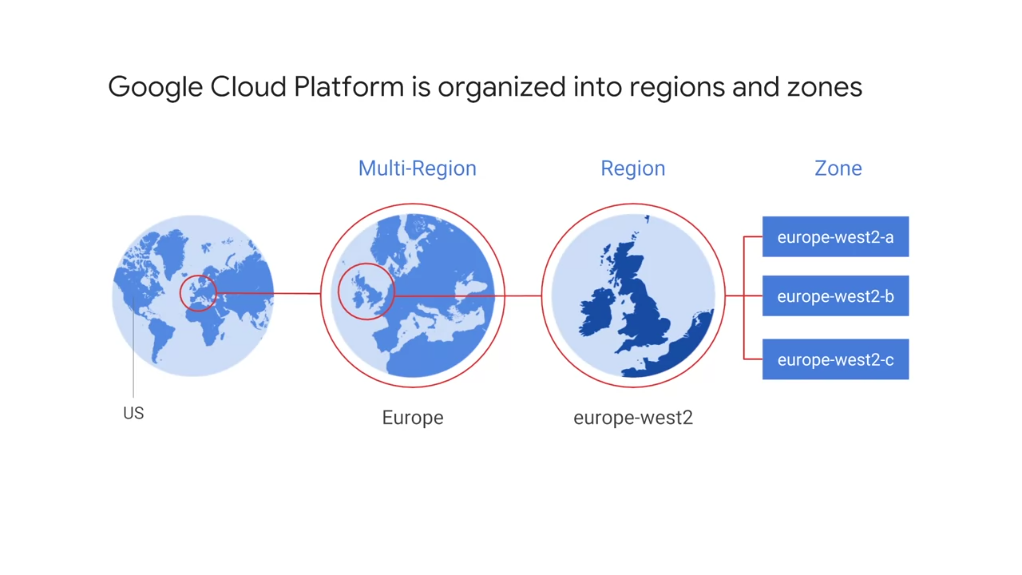 Google Cloud Platform is organized into regions and zones
Multi-Region
Region
Zone
europe-west2-a
europe-west2-b
europe-west2-c
US
Europe
europe-west2